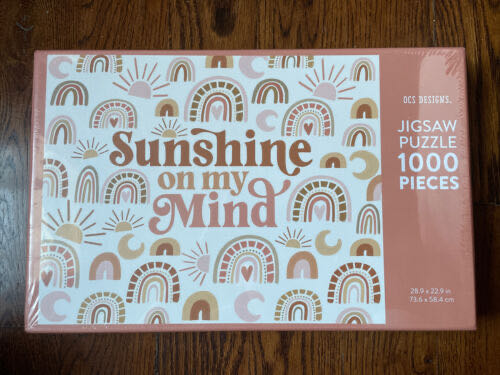 Sunshine
on my
Mind
OCS DESIGNS.
JIGSAW
PUZZLE
1000
PIECES
28.9 x 22.9 in
73.6 x 58.4 cm